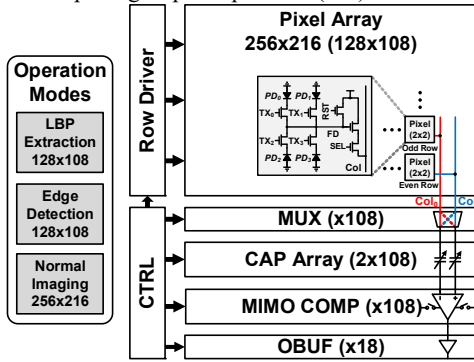 Pixel Array
256x216 (128x108)
Operation
Modes
LBP
Extraction
128x108
Edge
Detection
128x108
Normal
Imaging
256x216
Row Driver
CTRL
PD₀
PD₁
TX₀
TX₁
RST
FD
TX₂
TX₃
SEL
PD₂
PD₃
Col
Pixel
(2x2)
Odd Row
Pixel
(2x2)
Even Row
Col₀
Co
MUX (x108)
CAP Array (2x108)
MIMO COMP (x108)
OBUF (x18)